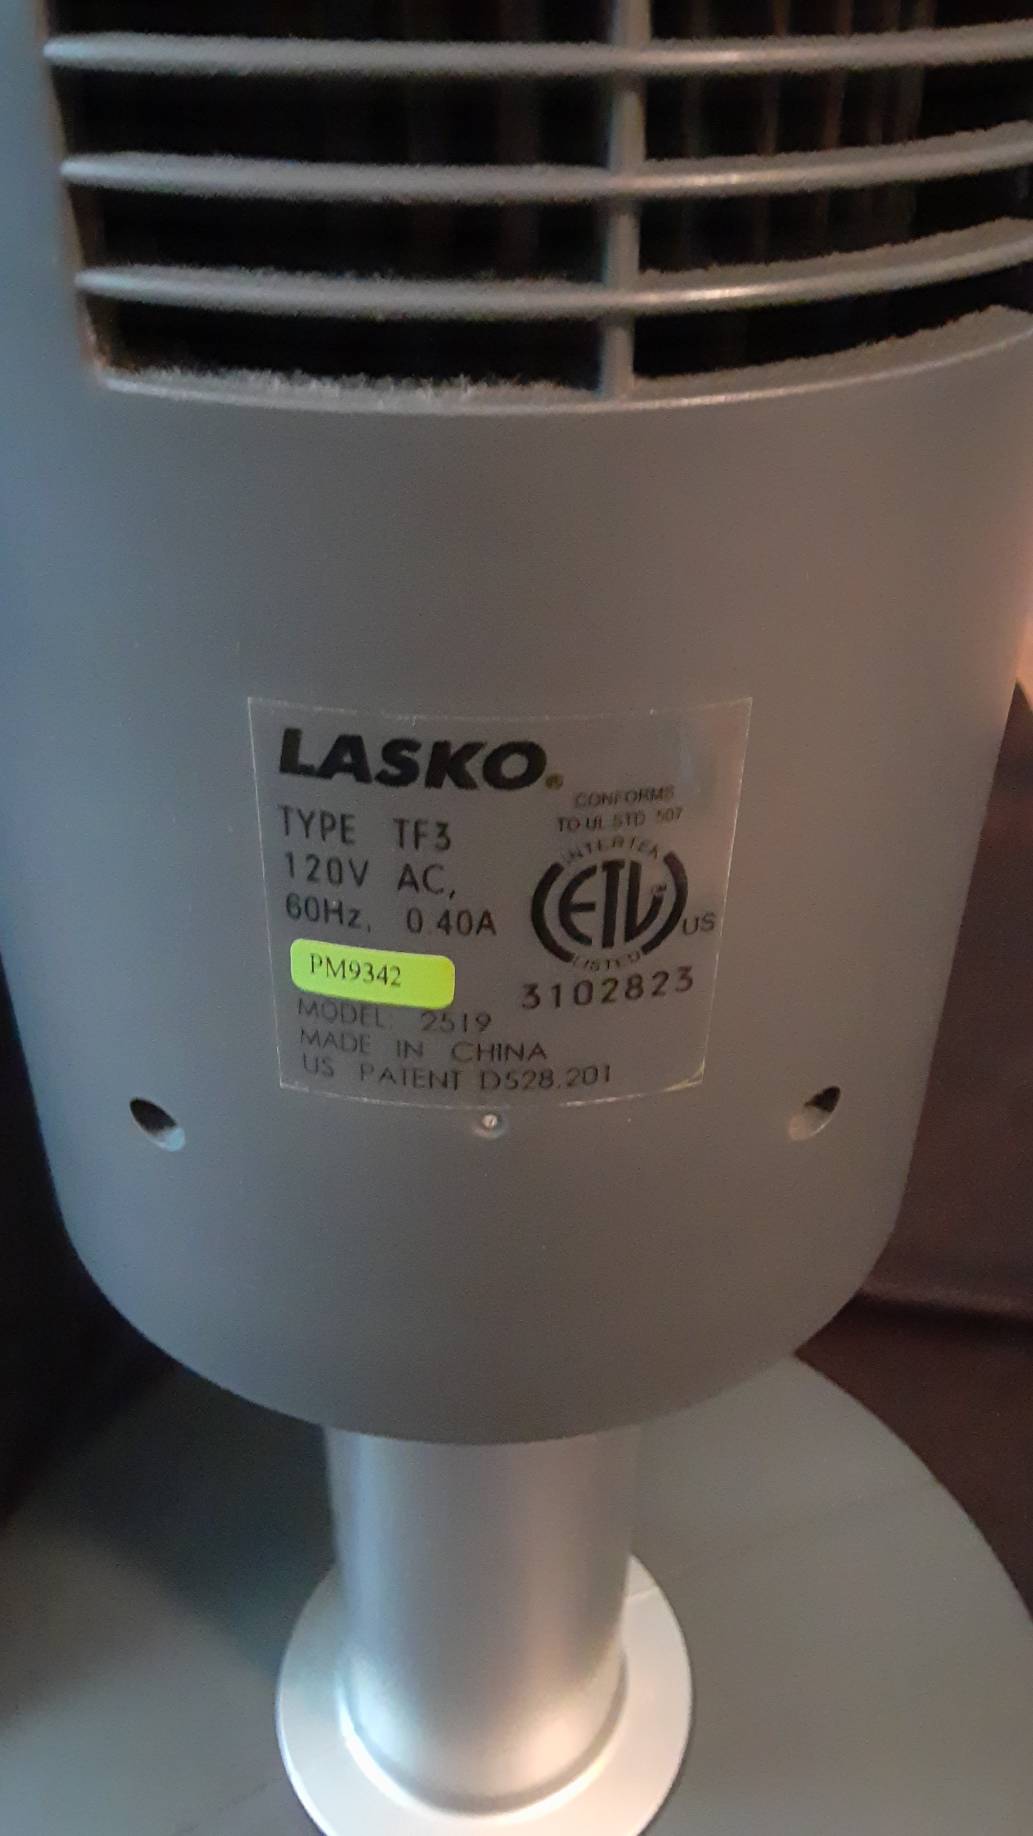 LASKO®
CONFORMS
TO UL STD 507
TYPE TF3
120V AC,
60Hz, 0.40A
INTERTEK
ETL
CM
US
LISTED
3102823
PM9342
MODEL: 2519
MADE IN CHINA
US PATENT D528,201